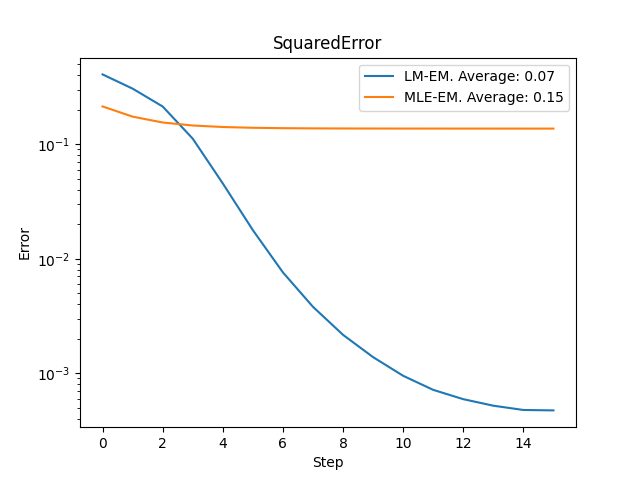 SquaredError
LM-EM. Average: 0.07
MLE-EM. Average: 0.15
Error
10⁻¹
10⁻²
10⁻³
0 2 4 6 8 10 12 14
Step